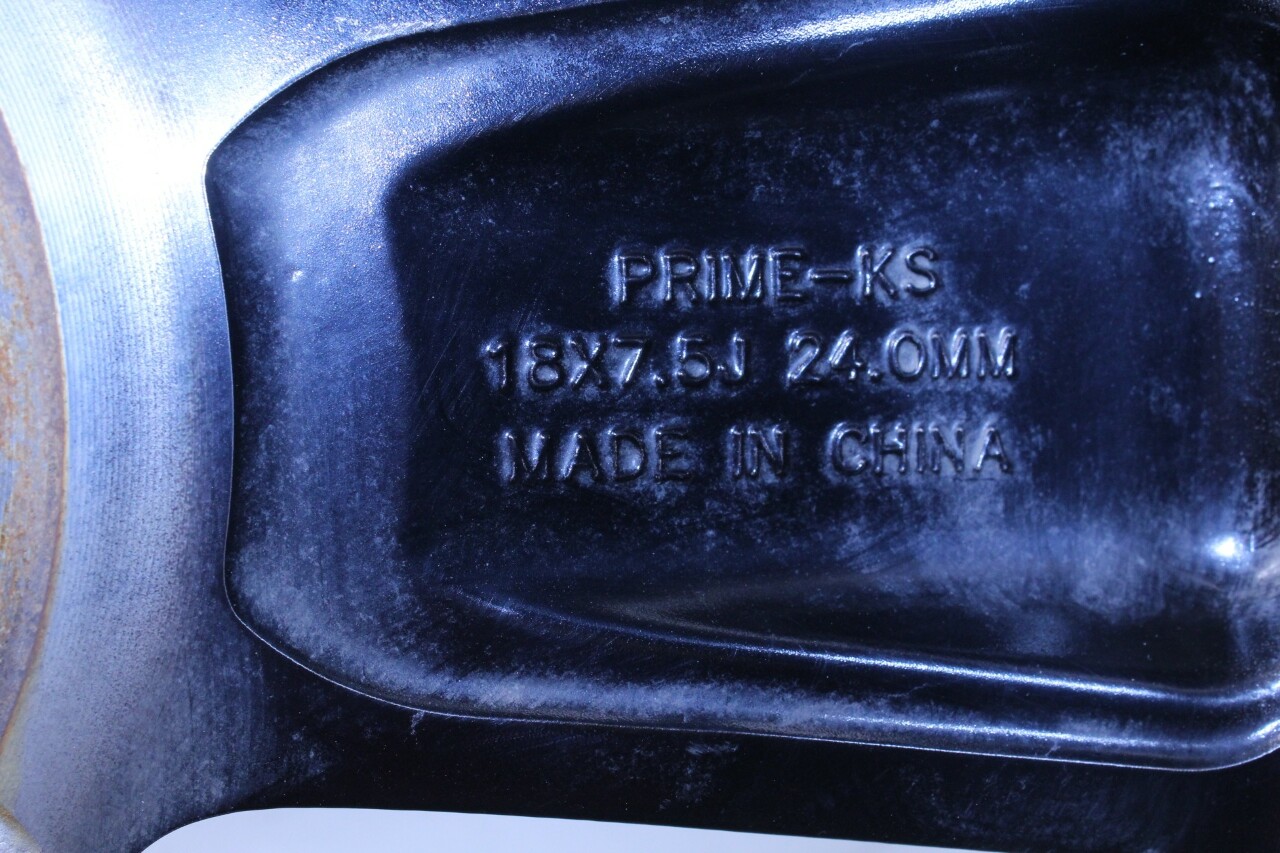 PRIME-KS
18X7.5J 24.0MM
MADE IN CHINA